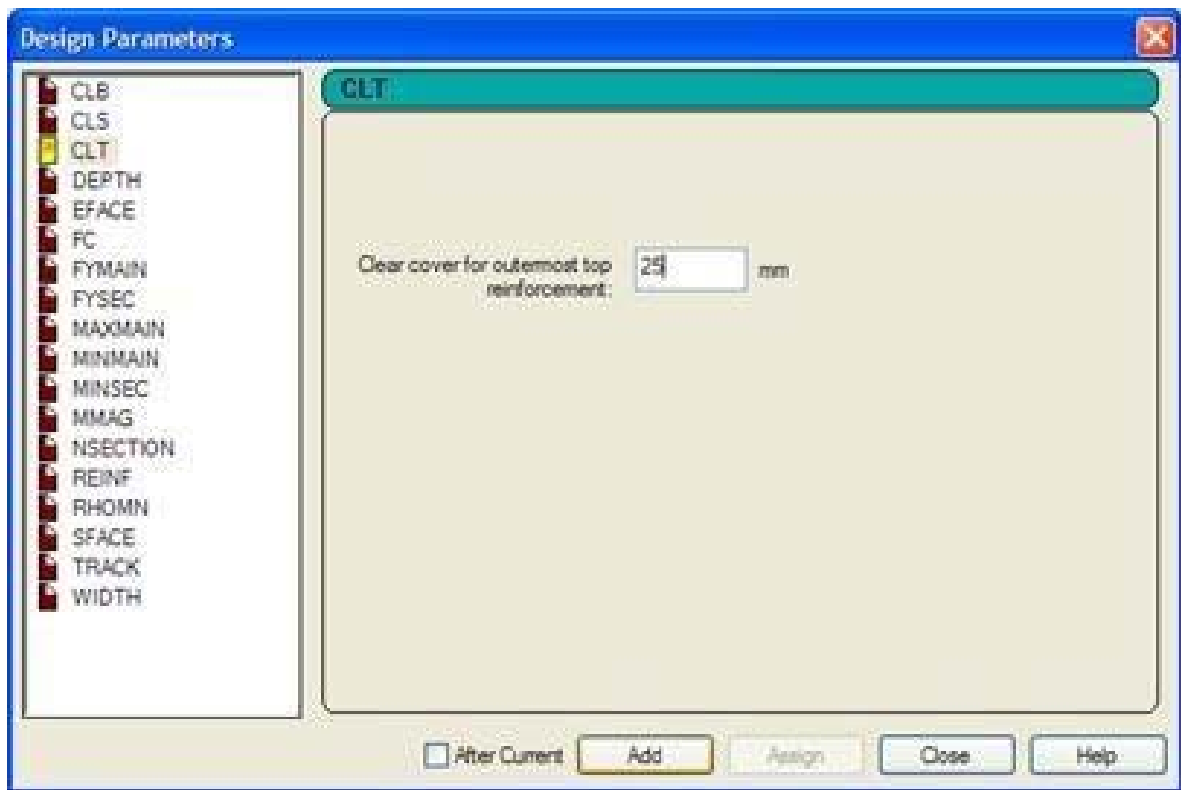 Design Parameters
CLB
CLS
CLT
DEPTH
EFACE
FC
FYMAIN
FYSEC
MAXMAIN
MINMAIN
MINSEC
MMAG
NSECTION
REINF
RHOMN
SFACE
TRACK
WIDTH
CLT
Clear cover for outermost top
reinforcement:
25
mm
After Current
Add
Assign
Close
Help